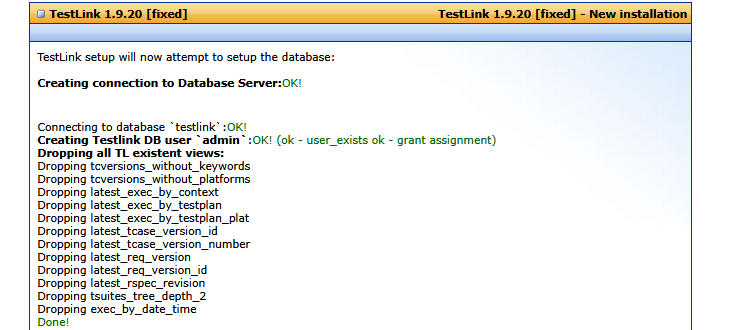 TestLink 1.9.20 [fixed] TestLink 1.9.20 [fixed] - New installation
TestLink setup will now attempt to setup the database:
Creating connection to Database Server:OK!
Connecting to database `testlink`:OK!
Creating Testlink DB user `admin`:OK! (ok - user_exists ok - grant assignment)
Dropping all TL existent views:
Dropping tcversions_without_keywords
Dropping tcversions_without_platforms
Dropping latest_exec_by_context
Dropping latest_exec_by_testplan
Dropping latest_exec_by_testplan_plat
Dropping latest_tcase_version_id
Dropping latest_tcase_version_number
Dropping latest_req_version
Dropping latest_req_version_id
Dropping latest_rspec_revision
Dropping tsuites_tree_depth_2
Dropping exec_by_date_time
Done!